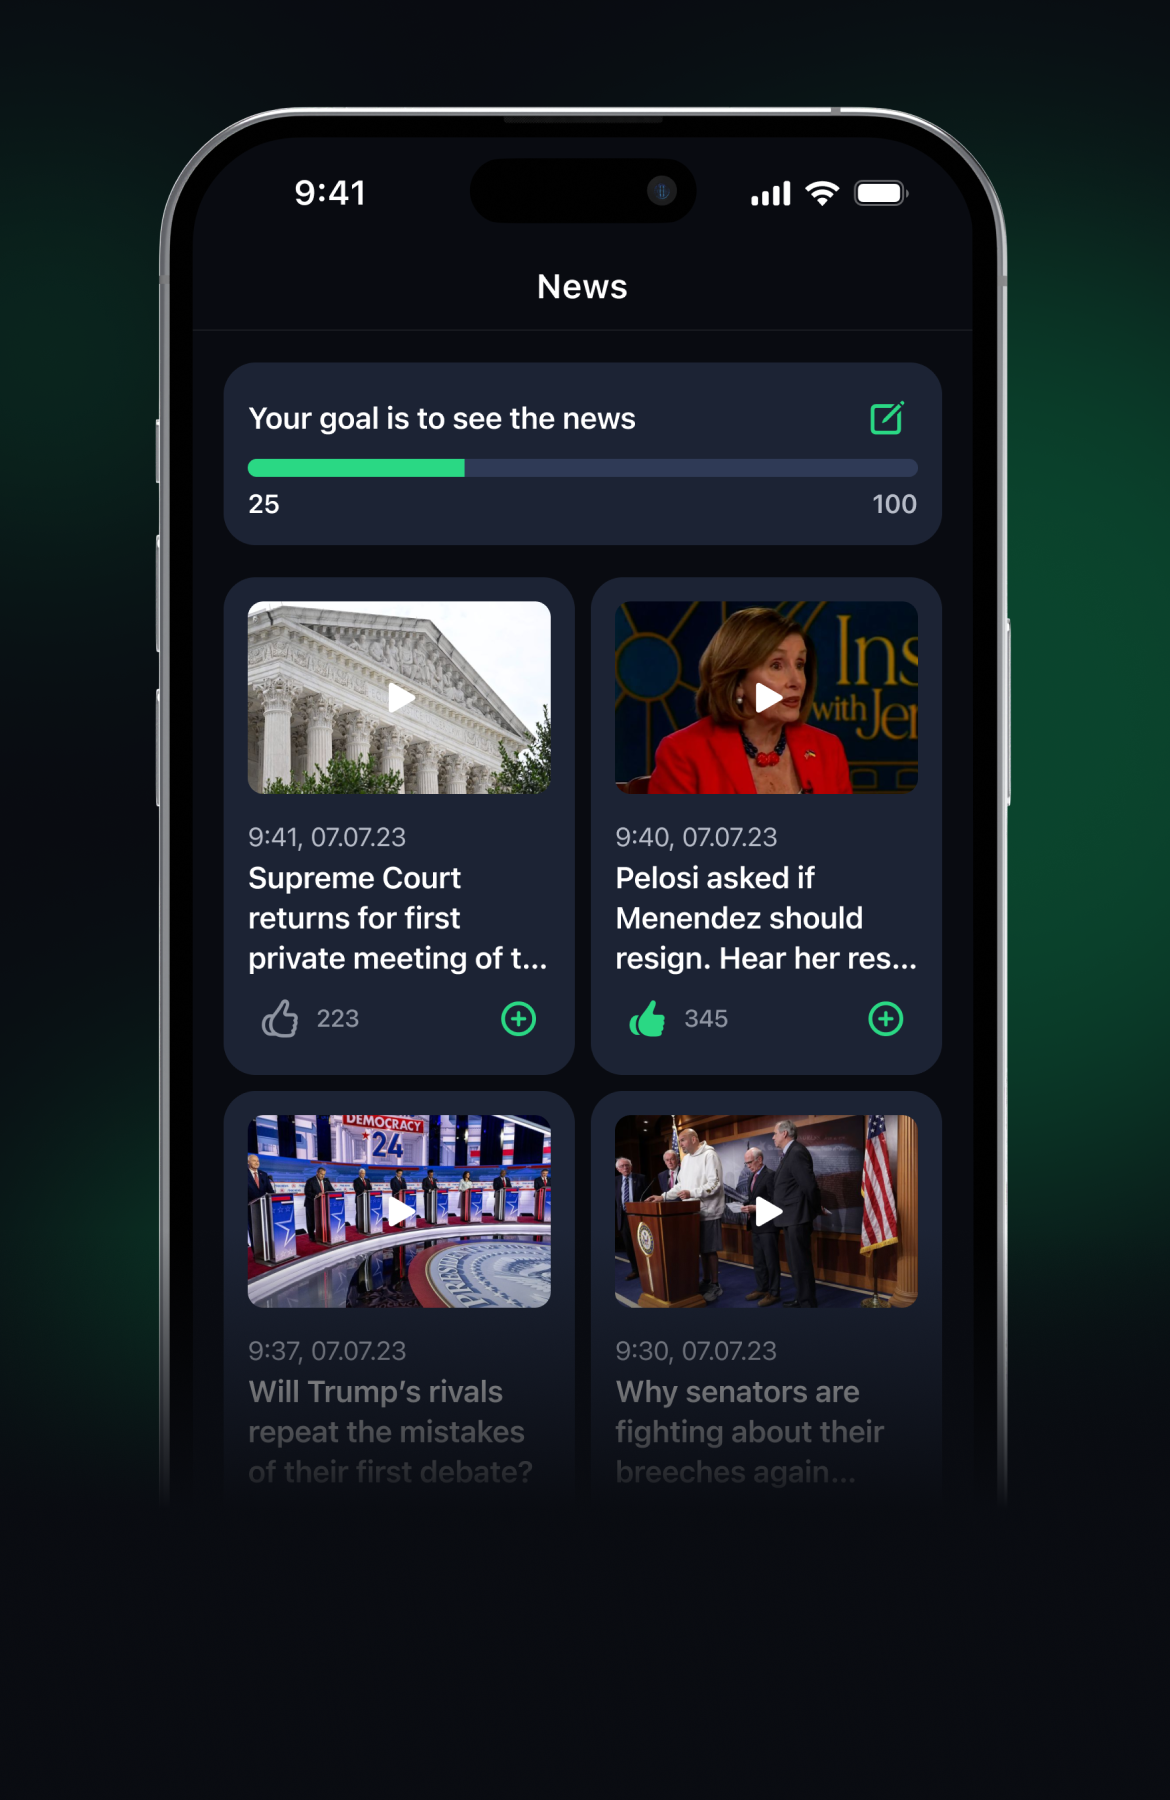 9:41
News
Your goal is to see the news
25
100
Ins
with Jer
9:41, 07.07.23
Supreme Court
returns for first
private meeting of t...
223
9:40, 07.07.23
Pelosi asked if
Menendez should
resign. Hear her res...
345
DEMOCRACY
24
9:37, 07.07.23
Will Trump's rivals
repeat the mistakes
of their first debate?
9:30, 07.07.23
Why senators are
fighting about their
breeches again...